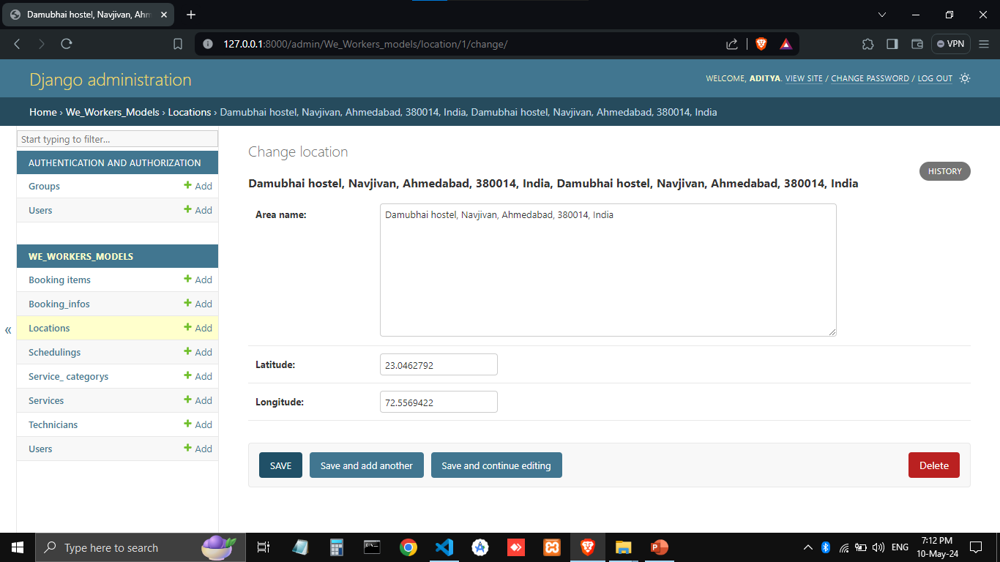 Damubhai hostel, Navjivan, Ahm
127.0.0.1:8000/admin/We_Workers_models/location/1/change/
VPN
Django administration
WELCOME, ADITYA. VIEW SITE / CHANGE PASSWORD / LOG OUT
Home › We_Workers_Models › Locations › Damubhai hostel, Navjivan, Ahmedabad, 380014, India, Damubhai hostel, Navjivan, Ahmedabad, 380014, India
Start typing to filter...
AUTHENTICATION AND AUTHORIZATION
Groups + Add
Users + Add
WE_WORKERS_MODELS
Booking items + Add
Booking_infos + Add
Locations + Add
Schedulings + Add
Service_ categorys + Add
Services + Add
Technicians + Add
Users + Add
«
Change location
HISTORY
Damubhai hostel, Navjivan, Ahmedabad, 380014, India, Damubhai hostel, Navjivan, Ahmedabad, 380014, India
Area name: Damubhai hostel, Navjivan, Ahmedabad, 380014, India
Latitude: 23.0462792
Longitude: 72.5569422
SAVE Save and add another Save and continue editing Delete
Type here to search
ENG
7:12 PM
10-May-24